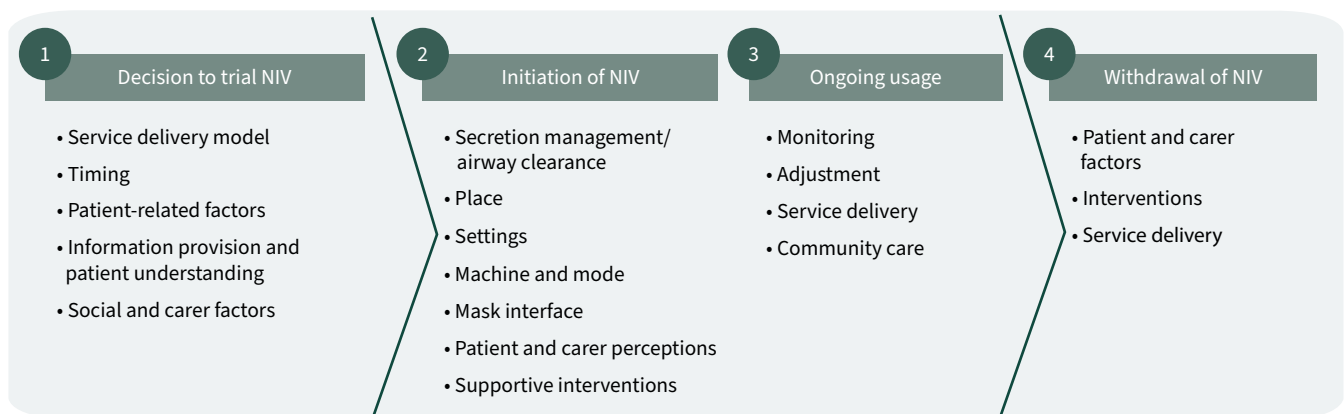 1
Decision to trial NIV
• Service delivery model
• Timing
• Patient-related factors
• Information provision and
patient understanding
• Social and carer factors
2
Initiation of NIV
• Secretion management/
airway clearance
• Place
• Settings
• Machine and mode
• Mask interface
• Patient and carer perceptions
• Supportive interventions
3
Ongoing usage
• Monitoring
• Adjustment
• Service delivery
• Community care
4
Withdrawal of NIV
• Patient and carer
factors
• Interventions
• Service delivery